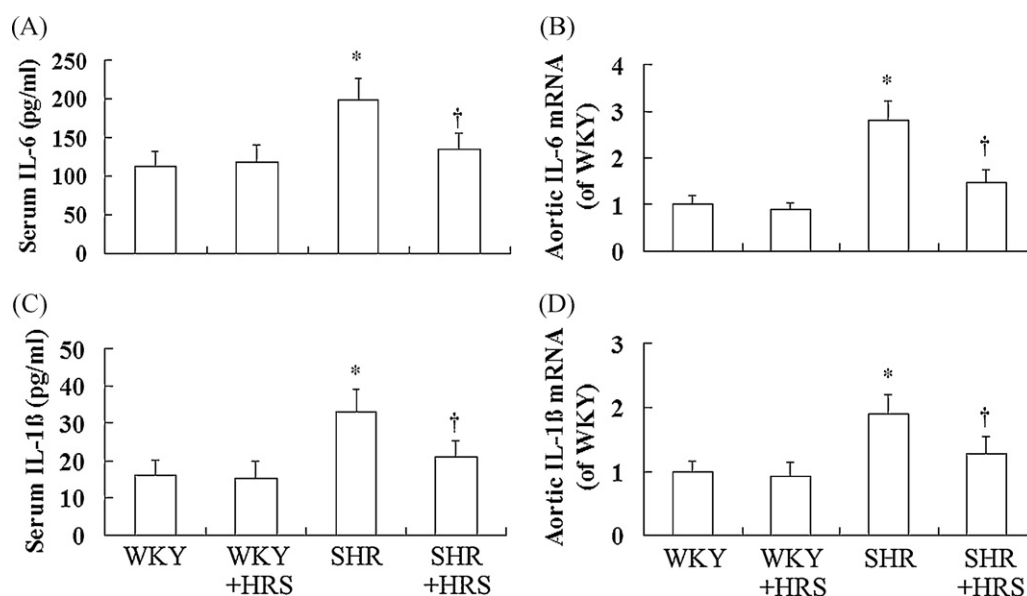 (A)
Serum IL-6 (pg/ml)
250
200
150
100
50
0
*
†
(B)
Aortic IL-6 mRNA
(of WKY)
4
3
2
1
0
*
†
(C)
Serum IL-1ß (pg/ml)
50
40
30
20
10
0
*
†
WKY
WKY
+HRS
SHR
SHR
+HRS
(D)
Aortic IL-1ß mRNA
(of WKY)
3
2
1
0
*
†
WKY
WKY
+HRS
SHR
SHR
+HRS